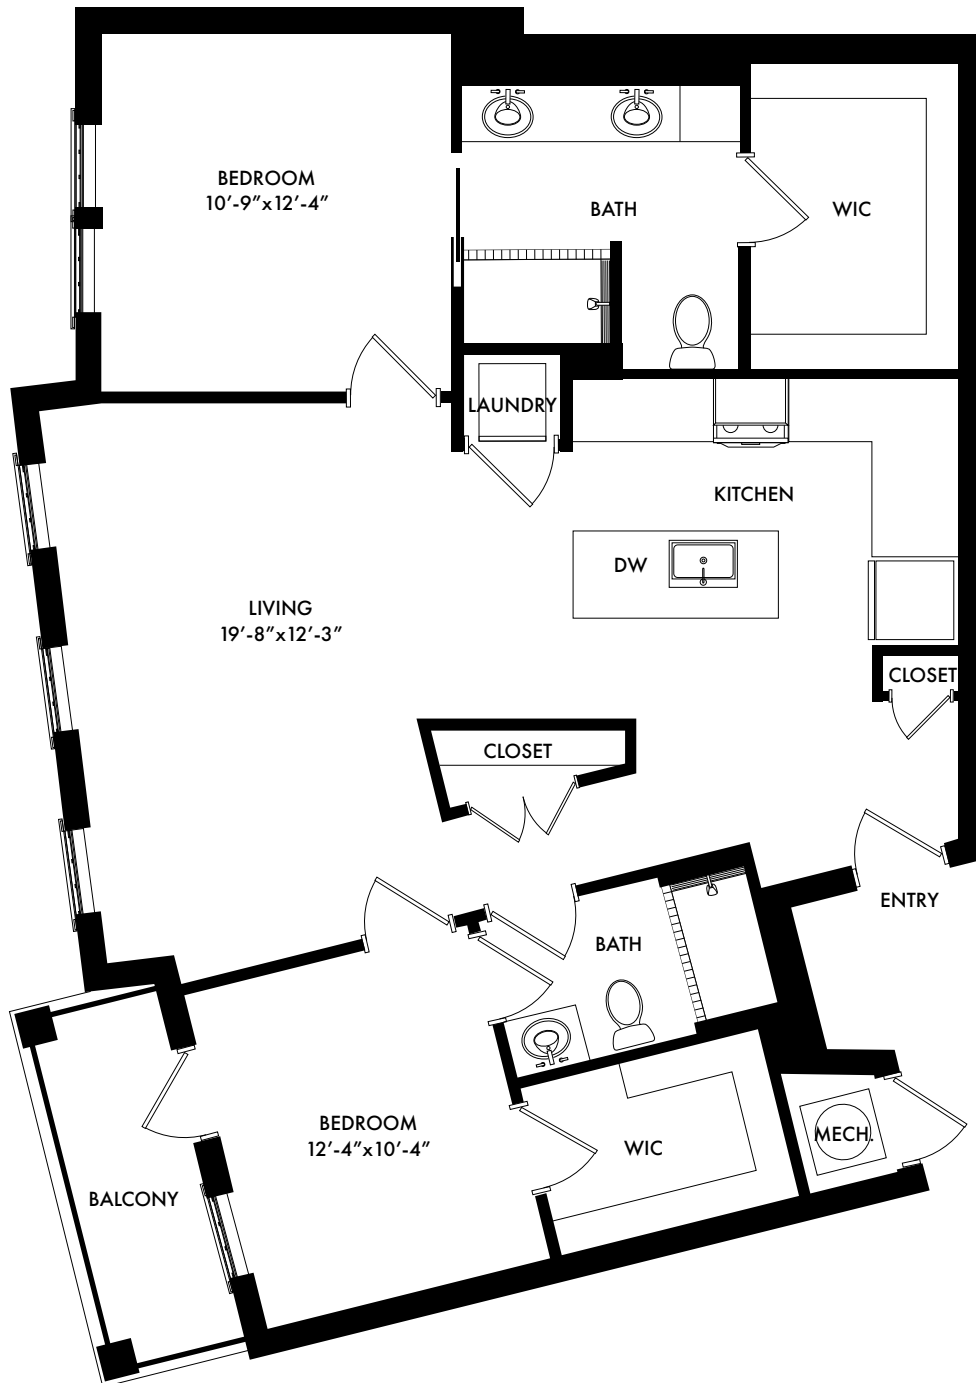 BEDROOM
10′-9″x12′-4″
BATH
WIC
LAUNDRY
KITCHEN
DW
LIVING
19′-8″x12′-3″
CLOSET
CLOSET
ENTRY
BATH
BEDROOM
12′-4″x10′-4″
WIC
MECH.
BALCONY